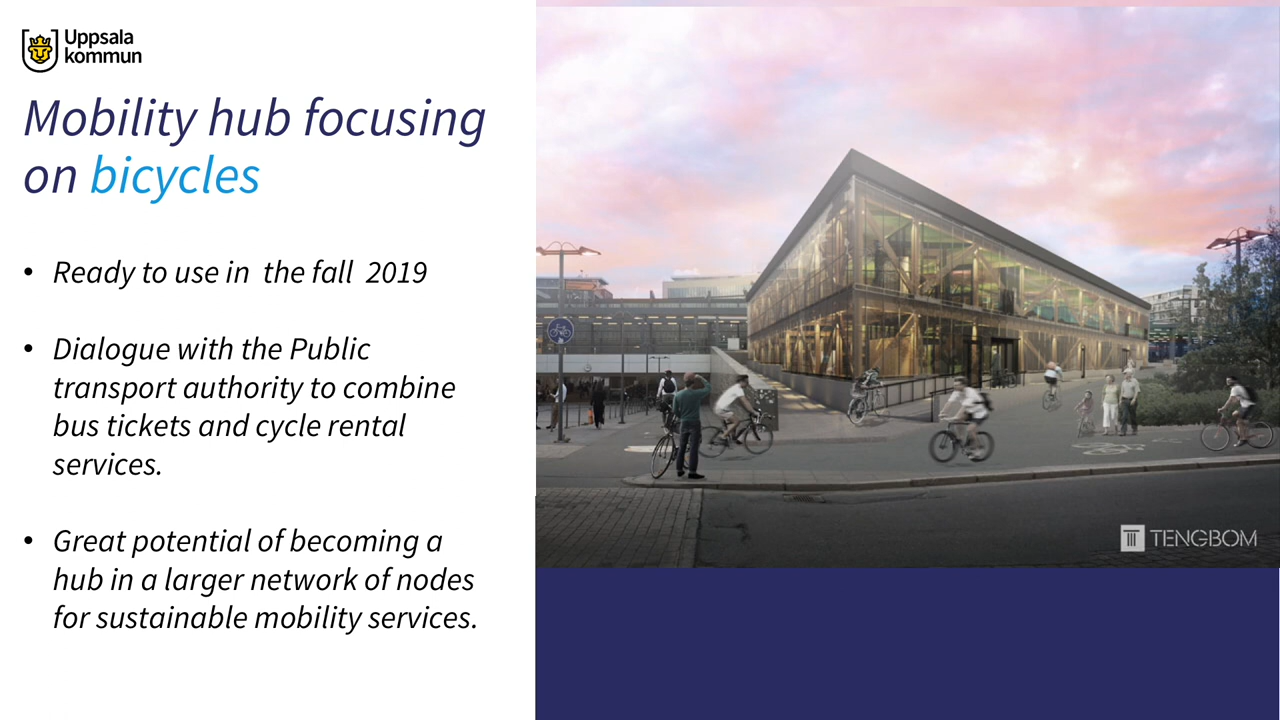 Uppsala
kommun
Mobility hub focusing
on bicycles
• Ready to use in  the fall  2019
• Dialogue with the Public
transport authority to combine
bus tickets and cycle rental
services.
• Great potential of becoming a
hub in a larger network of nodes
for sustainable mobility services.
TENGBOM